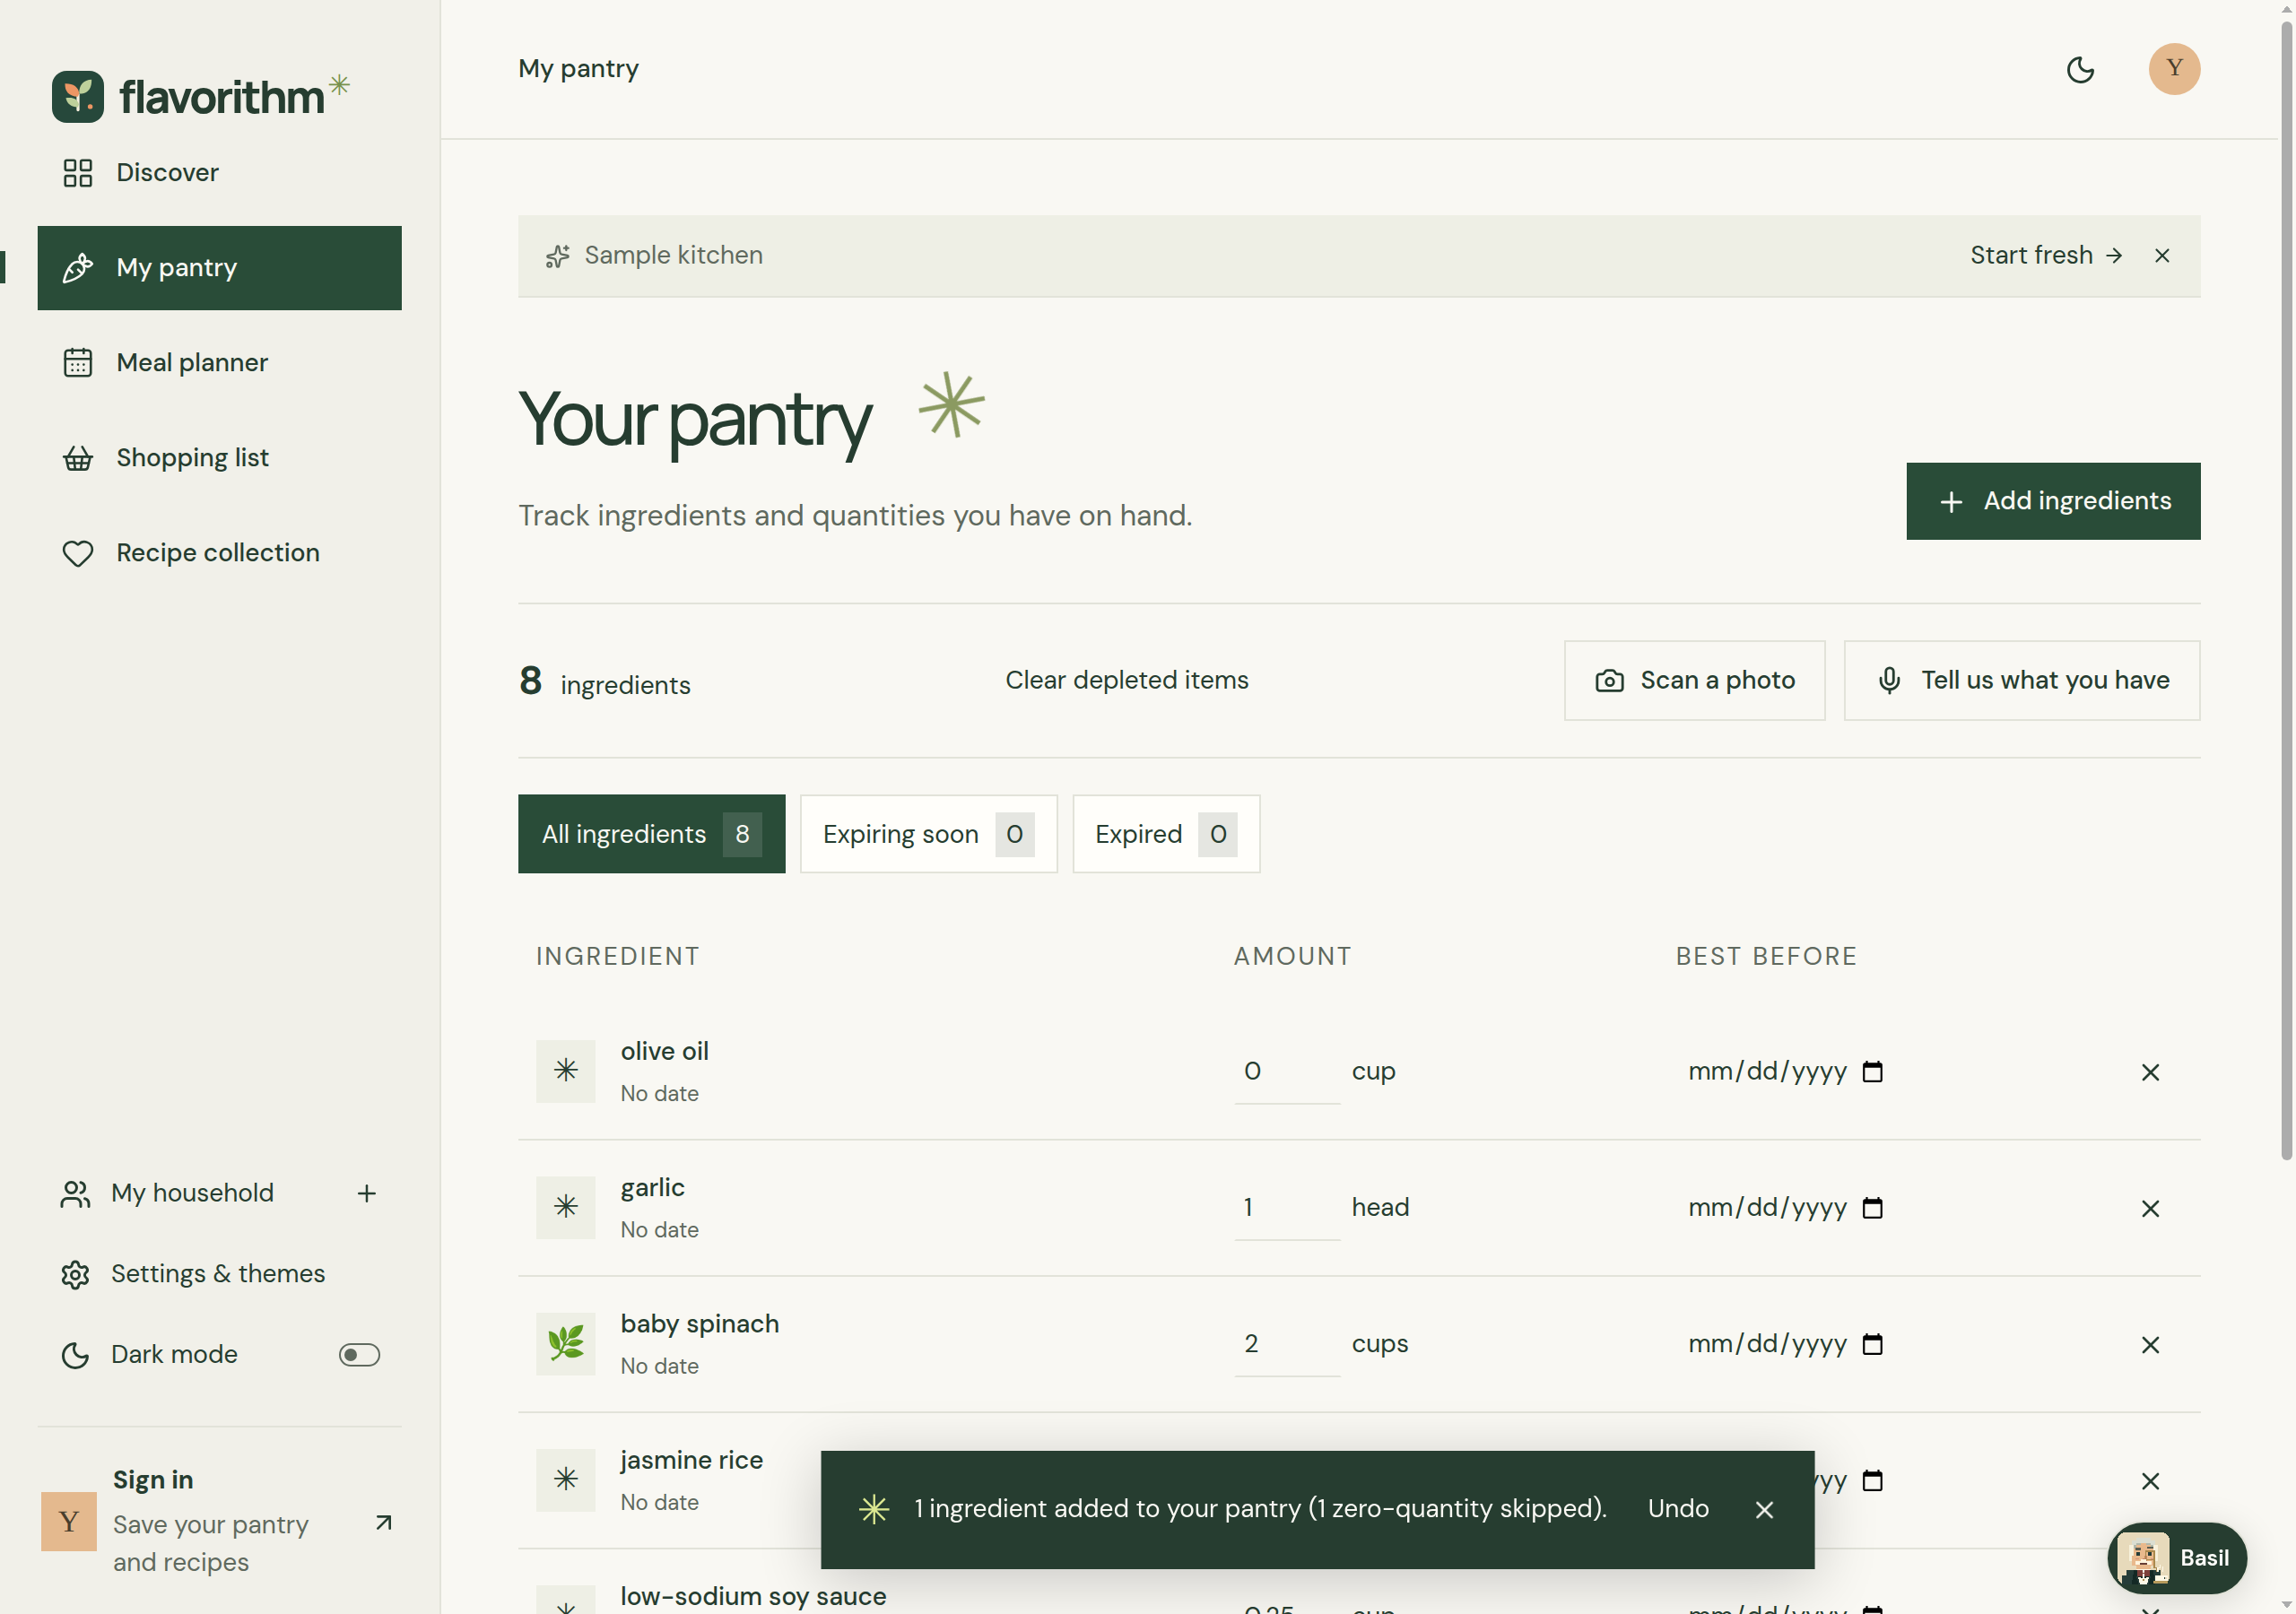 flavorithm
Discover
My pantry
Meal planner
Shopping list
Recipe collection
My household
Settings & themes
Dark mode
Y
Sign in
Save your pantry
and recipes
My pantry
Y
Sample kitchen
Start fresh →
Your pantry
Track ingredients and quantities you have on hand.
Add ingredients
8 ingredients
Clear depleted items
Scan a photo
Tell us what you have
All ingredients 8
Expiring soon 0
Expired 0
INGREDIENT AMOUNT BEST BEFORE
olive oil
No date
0 cup mm/dd/yyyy
garlic
No date
1 head mm/dd/yyyy
baby spinach
No date
2 cups mm/dd/yyyy
jasmine rice
No date
1 ingredient added to your pantry (1 zero-quantity skipped). Undo
Basil
low-sodium soy sauce